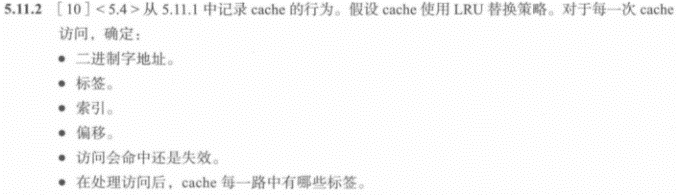 5.11.2 [10] <5.4> 从 5.11.1 中记录 cache 的行为。假设 cache 使用 LRU 替换策略。对于每一次 cache
访问，确定：
● 二进制字地址。
● 标签。
● 索引。
● 偏移。
● 访问会命中还是失效。
● 在处理访问后，cache 每一路中有哪些标签。